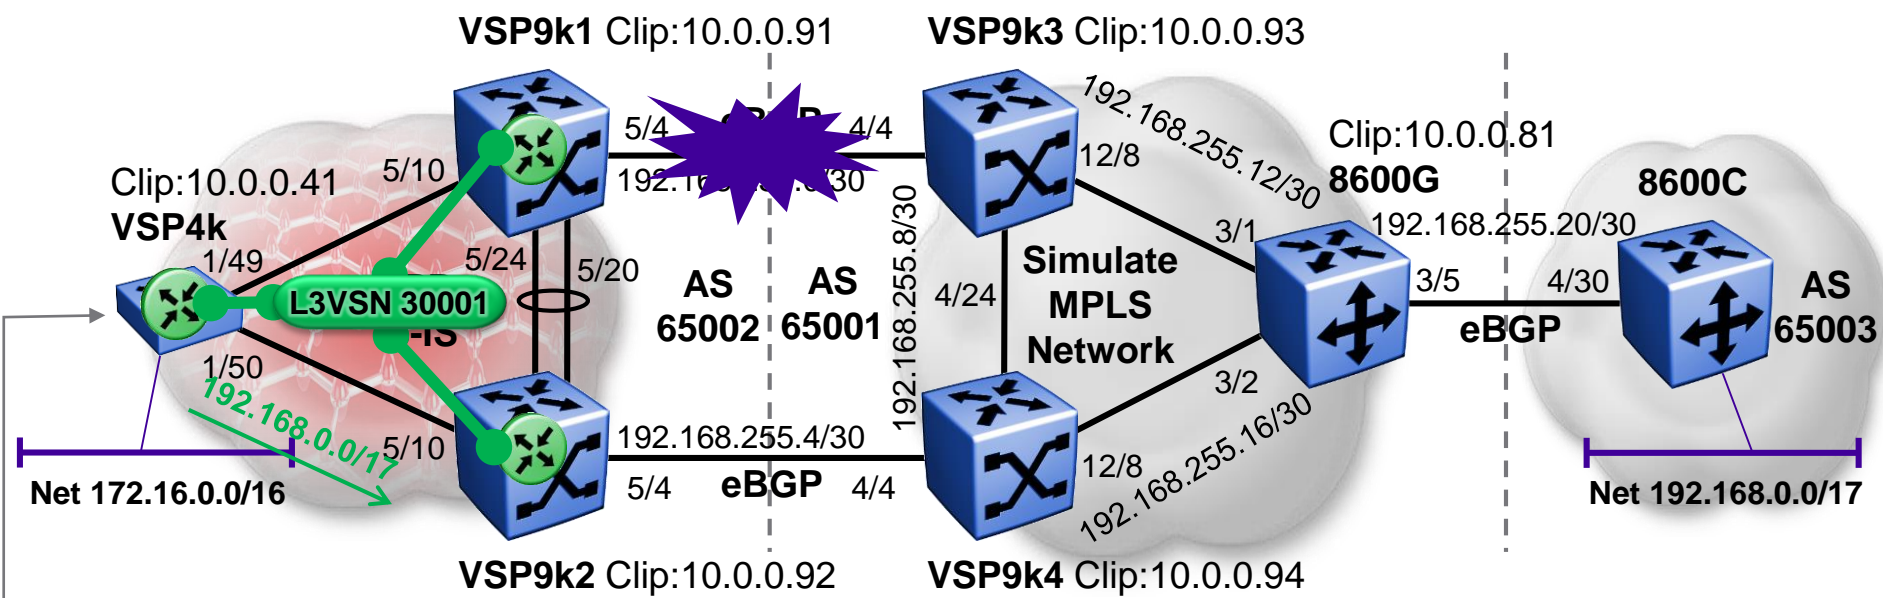 VSP9k1 Clip:10.0.0.91
VSP9k3 Clip:10.0.0.93
5/4
4/4
192.168.255.12/30
Clip:10.0.0.81
8600G
8600C
12/8
Clip:10.0.0.41
VSP4k
5/10
192.168.255.20/30
3/1
1/49
5/24
5/20
192.168.255.8/30
Simulate
MPLS
Network
4/24
AS
65002
AS
65001
L3VSN 30001
-IS
3/5
4/30
eBGP
AS
65003
1/50
192.168.0.0/17
5/10
3/2
192.168.255.4/30
eBGP
5/4
4/4
12/8
192.168.255.16/30
Net 172.16.0.0/16
Net 192.168.0.0/17
VSP9k2 Clip:10.0.0.92
VSP9k4 Clip:10.0.0.94